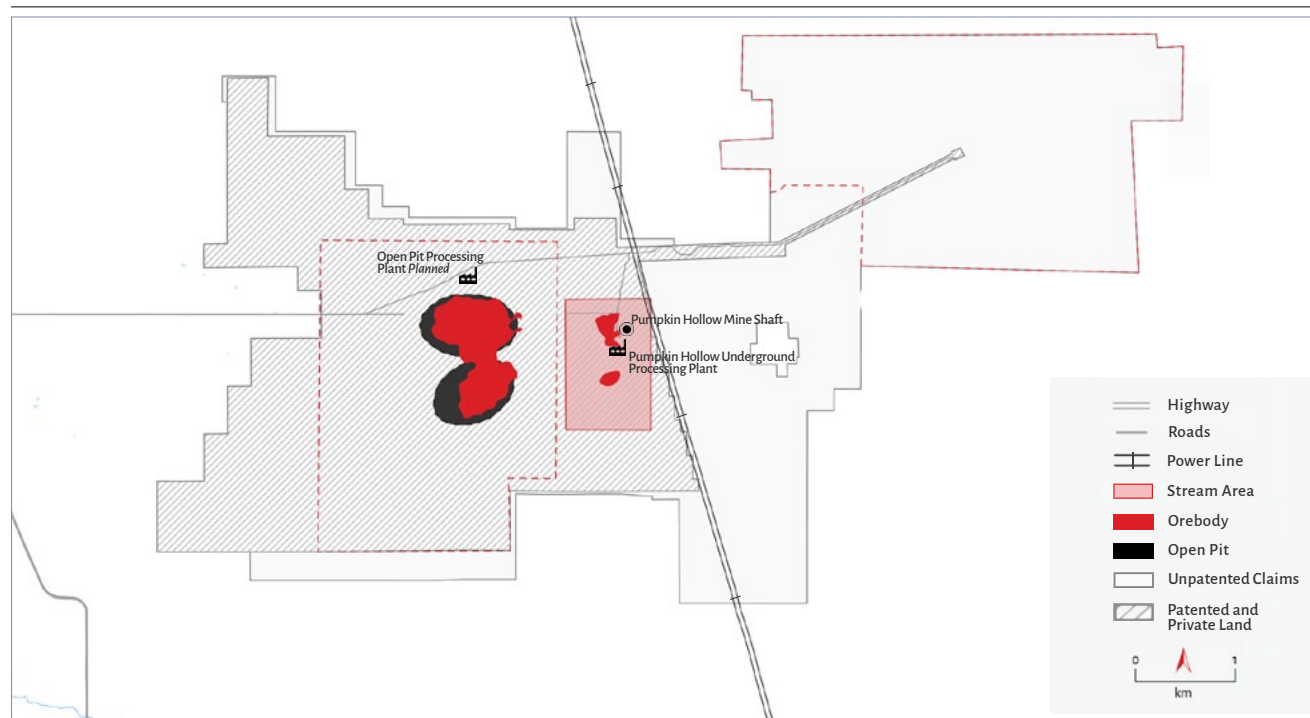 Open Pit Processing
Plant Planned
Pumpkin Hollow Mine Shaft
Pumpkin Hollow Underground
Processing Plant
Highway
Roads
Power Line
Stream Area
Orebody
Open Pit
Unpatented Claims
Patented and
Private Land
0 1
km